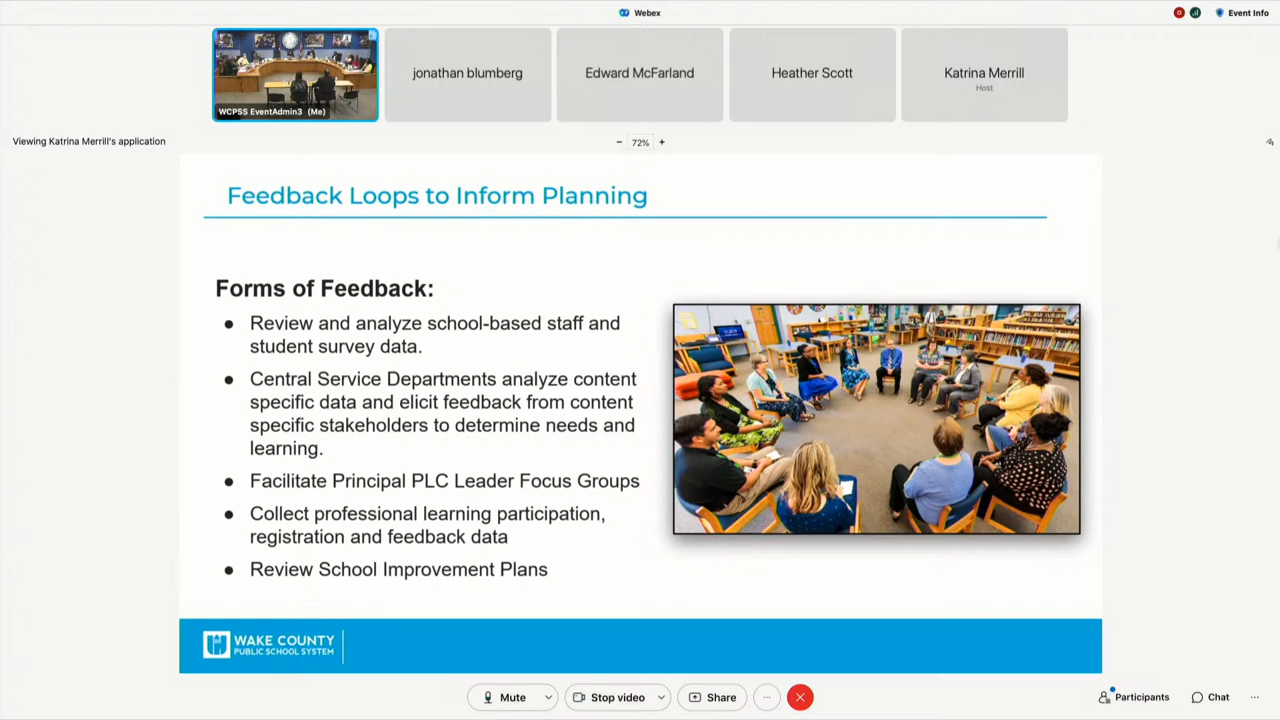 Webex
Event Info
WCPSS EventAdmin3 (Me)
jonathan blumberg
Edward McFarland
Heather Scott
Katrina Merrill
Host
Viewing Katrina Merrill's application
− 72% +
Feedback Loops to Inform Planning
Forms of Feedback:
● Review and analyze school-based staff and
student survey data.
● Central Service Departments analyze content
specific data and elicit feedback from content
specific stakeholders to determine needs and
learning.
● Facilitate Principal PLC Leader Focus Groups
● Collect professional learning participation,
registration and feedback data
● Review School Improvement Plans
WAKE COUNTY
PUBLIC SCHOOL SYSTEM
Mute
Stop video
Share
Participants
Chat